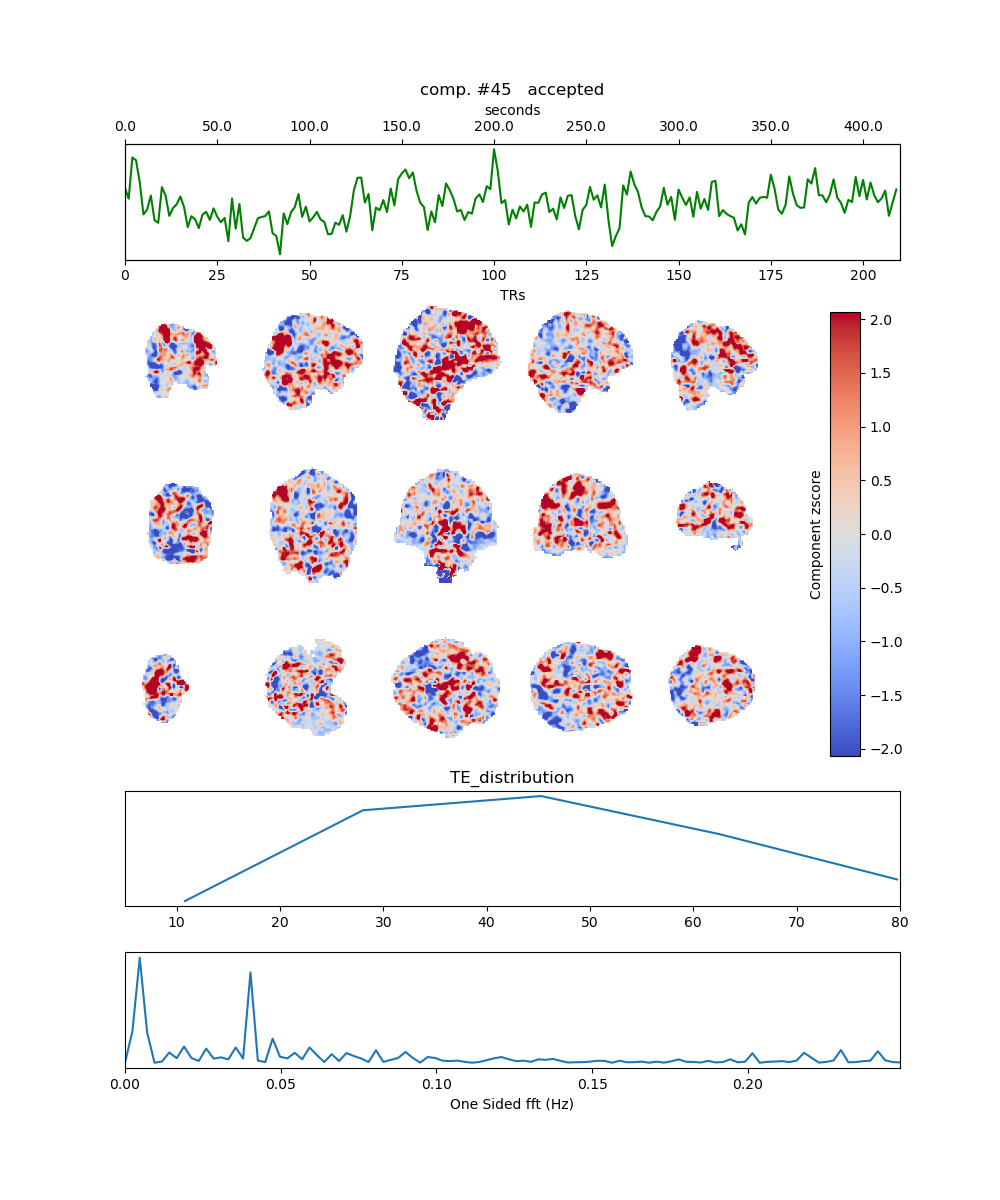 comp. #45   accepted
seconds
0.0 50.0 100.0 150.0 200.0 250.0 300.0 350.0 400.0
0 25 50 75 100 125 150 175 200
TRs
2.0
1.5
1.0
0.5
0.0
−0.5
−1.0
−1.5
−2.0
Component zscore
TE_distribution
10 20 30 40 50 60 70 80
0.00 0.05 0.10 0.15 0.20
One Sided fft (Hz)